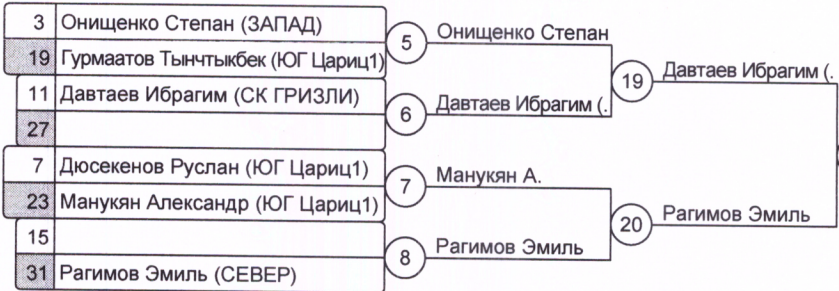 3 Онищенко Степан (ЗАПАД)
19 Гурмаатов Тынчтыкбек (ЮГ Цариц1)
5 Онищенко Степан
11 Давтаев Ибрагим (СК ГРИЗЛИ)
27
6 Давтаев Ибрагим (.
19 Давтаев Ибрагим (.
7 Дюсекенов Руслан (ЮГ Цариц1)
23 Манукян Александр (ЮГ Цариц1)
7 Манукян А.
15
31 Рагимов Эмиль (СЕВЕР)
8 Рагимов Эмиль
20 Рагимов Эмиль